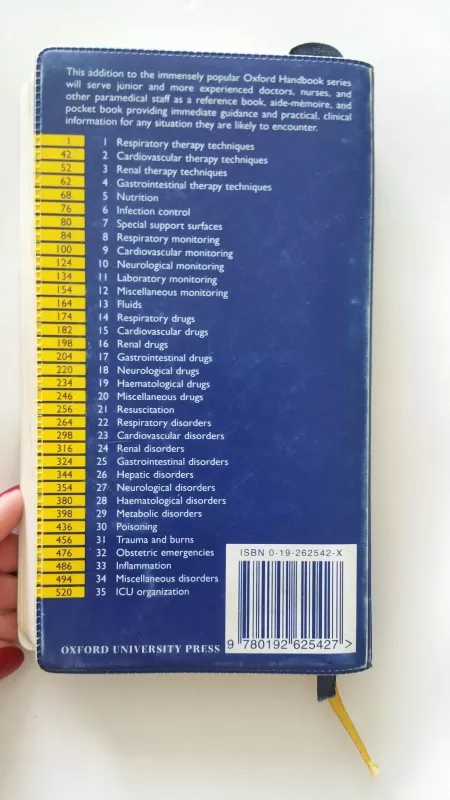 This addition to the immensely popular Oxford Handbook series
will serve junior and more experienced doctors, nurses, and
other paramedical staff as a reference book, aide-mémoire, and
pocket book providing immediate guidance and practical, clinical
information for any situation they are likely to encounter.
1 1 Respiratory therapy techniques
42 2 Cardiovascular therapy techniques
52 3 Renal therapy techniques
62 4 Gastrointestinal therapy techniques
68 5 Nutrition
76 6 Infection control
80 7 Special support surfaces
84 8 Respiratory monitoring
100 9 Cardiovascular monitoring
124 10 Neurological monitoring
134 11 Laboratory monitoring
154 12 Miscellaneous monitoring
164 13 Fluids
174 14 Respiratory drugs
182 15 Cardiovascular drugs
198 16 Renal drugs
204 17 Gastrointestinal drugs
220 18 Neurological drugs
234 19 Haematological drugs
246 20 Miscellaneous drugs
256 21 Resuscitation
264 22 Respiratory disorders
298 23 Cardiovascular disorders
316 24 Renal disorders
324 25 Gastrointestinal disorders
344 26 Hepatic disorders
354 27 Neurological disorders
380 28 Haematological disorders
398 29 Metabolic disorders
436 30 Poisoning
456 31 Trauma and burns
476 32 Obstetric emergencies
486 33 Inflammation
494 34 Miscellaneous disorders
520 35 ICU organization
ISBN 0-19-262542-X
9 780192 625427 >
OXFORD UNIVERSITY PRESS